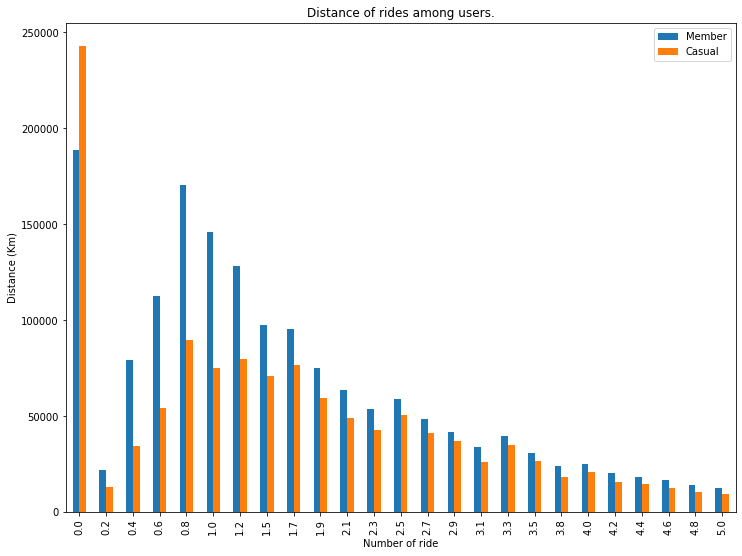 Distance of rides among users.
Member
Casual
Distance (Km)
250000
200000
150000
100000
50000
0
0.0 0.2 0.4 0.6 0.8 1.0 1.2 1.5 1.7 1.9 2.1 2.3 2.5 2.7 2.9 3.1 3.3 3.5 3.8 4.0 4.2 4.4 4.6 4.8 5.0
Number of ride